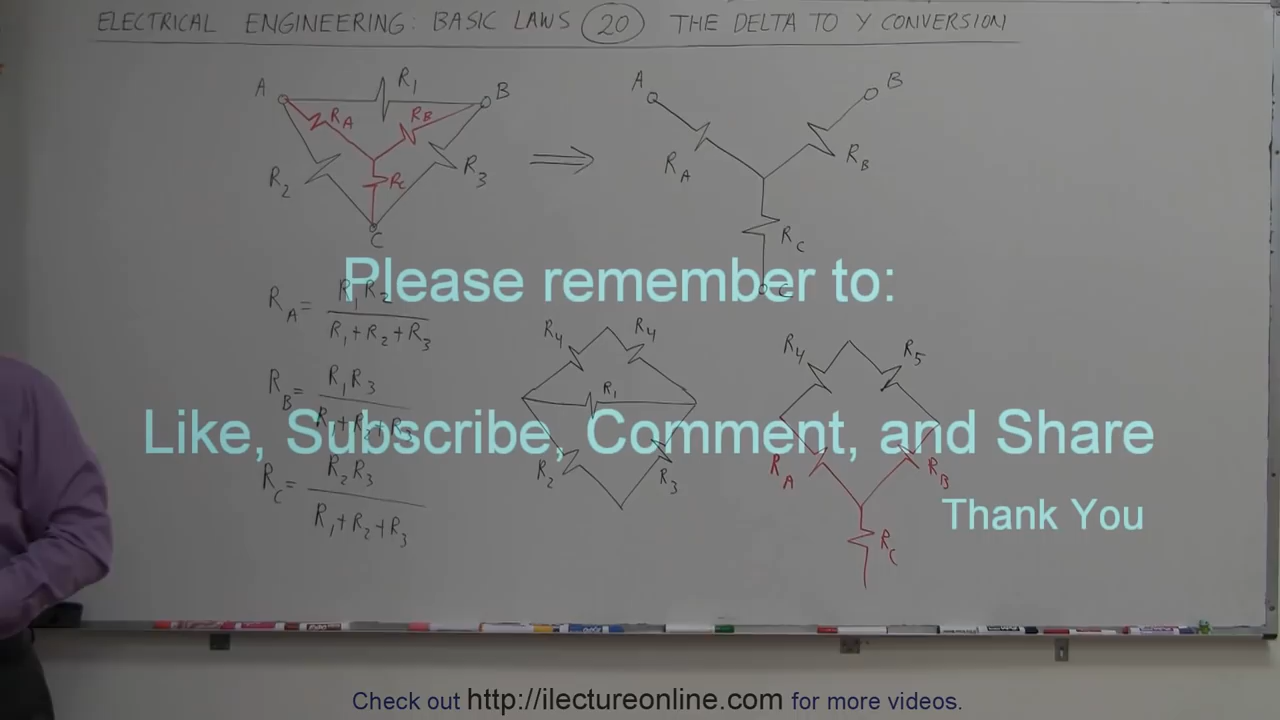 ELECTRICAL ENGINEERING: BASIC LAWS 20 THE DELTA TO Y CONVERSION
A R1 B
RA RB
R2 RC R3
C
A B
RA RB
RC
C
Please remember to:
RA = R1 R2
R1 + R2 + R3
RB = R1 R3
R1 + R2 + R3
RC = R2 R3
R1 + R2 + R3
R4 R4
R1
R2 R3
R4 R5
RA RB
RC
Like, Subscribe, Comment, and Share
Thank You
Check out http://ilectureonline.com for more videos.